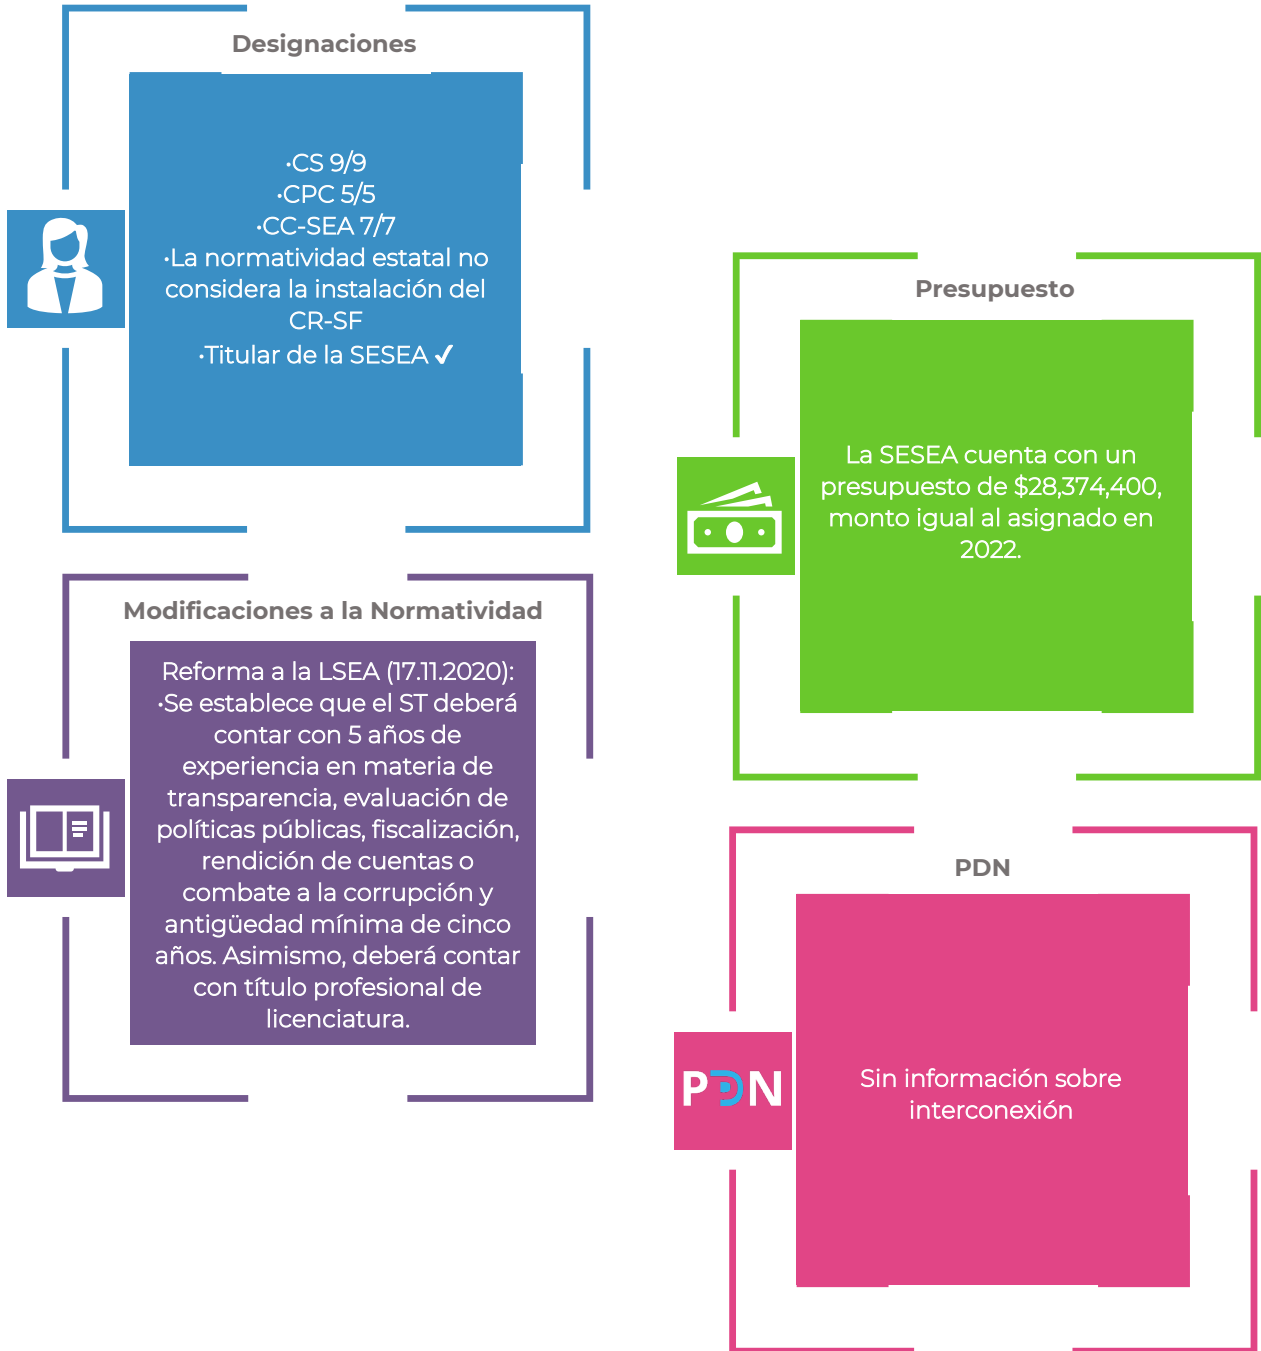 Designaciones
•CS 9/9
•CPC 5/5
•CC-SEA 7/7
•La normatividad estatal no
considera la instalación del
CR-SF
•Titular de la SESEA ✔
Modificaciones a la Normatividad
Reforma a la LSEA (17.11.2020):
•Se establece que el ST deberá
contar con 5 años de
experiencia en materia de
transparencia, evaluación de
políticas públicas, fiscalización,
rendición de cuentas o
combate a la corrupción y
antigüedad mínima de cinco
años. Asimismo, deberá contar
con título profesional de
licenciatura.
Presupuesto
La SESEA cuenta con un
presupuesto de $28,374,400,
monto igual al asignado en
2022.
PDN
PDN
Sin información sobre
interconexión